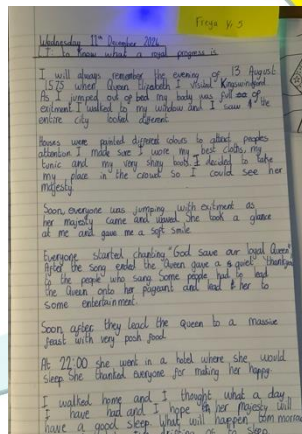 Freya Yr 5
Wednesday 11th December 2024
I: to know what a royal progress is
I will always remember the evening of 13 August
1575 when Queen Elizabeth I visited Kingswinford.
As I jumped out of bed my body was full of
exitment. I walked to my window and I saw the
entire city looked different
Houses were painted different colours to attract peoples
attention. I made sure I wore my best cloths, my
tunic and my very shiny boots. I decided to take
my place in the crowd so I could see her
majesty.
Soon, everyone was jumping with exitment as
her majesty came and waved. She took a glance
at me and gave me a soft smile.
Everyone started chanting "God save our loyal Queen"
After the song ended the Queen gave a quiet 'thankyou'
to the people who sang. Some people had to lead
the Queen onto her pageant and lead her to
some entertainment.
Soon after they lead the queen to a massive
feast with very posh food.
At 22:00 she went in a hotel where she would
sleep. She thanked everyone for making her happy.
I walked home and I thought what a day
I have had and I hope her majesty will
have a good sleep. What will happen tomorrow